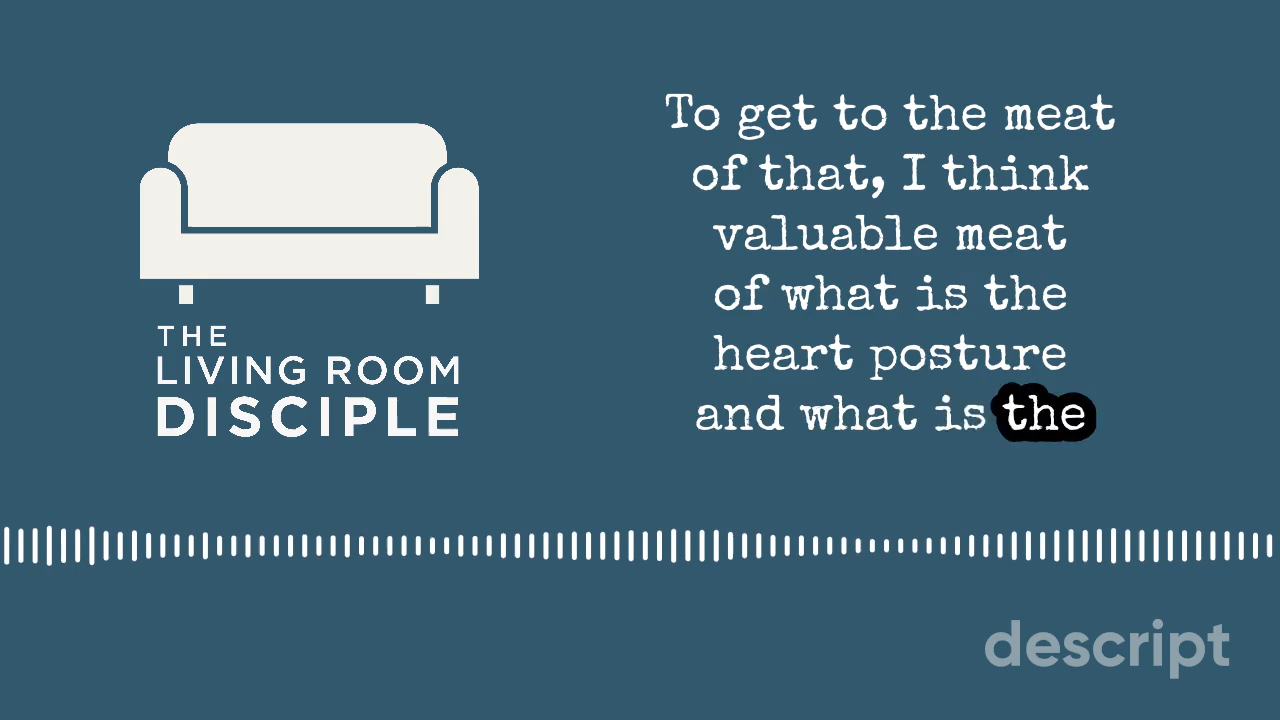 THE
LIVING ROOM
DISCIPLE
To get to the meat
of that, I think
valuable meat
of what is the
heart posture
and what is the
descript